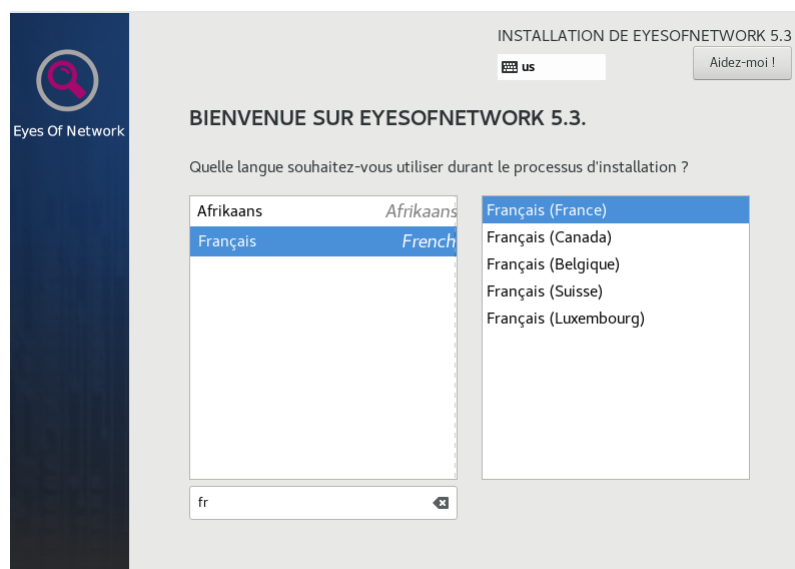 INSTALLATION DE EYESOFNETWORK 5.3
us
Aidez-moi !
Eyes Of Network
BIENVENUE SUR EYESOFNETWORK 5.3.
Quelle langue souhaitez-vous utiliser durant le processus d'installation ?
Afrikaans Afrikaans
Français French
Français (France)
Français (Canada)
Français (Belgique)
Français (Suisse)
Français (Luxembourg)
fr